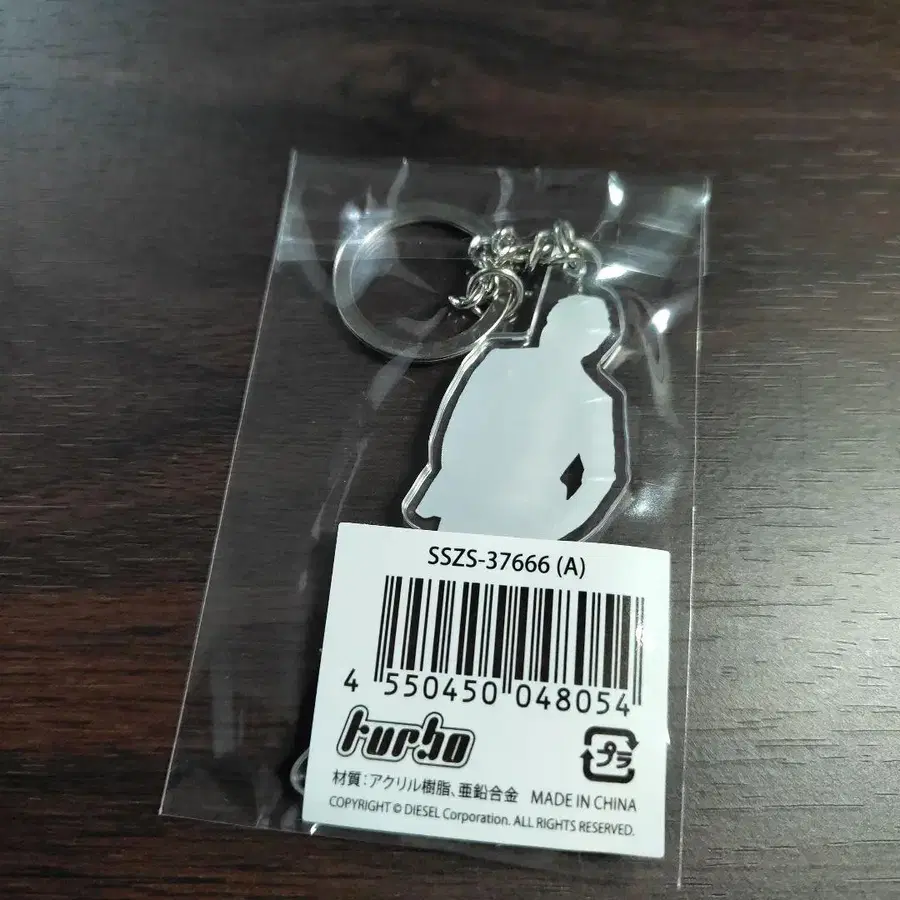 SSZS-37666 (A)
4 550450 048054
turbo
プラ
材質：アクリル樹脂、亜鉛合金 MADE IN CHINA
COPYRIGHT © DIESEL Corporation. ALL RIGHTS RESERVED.